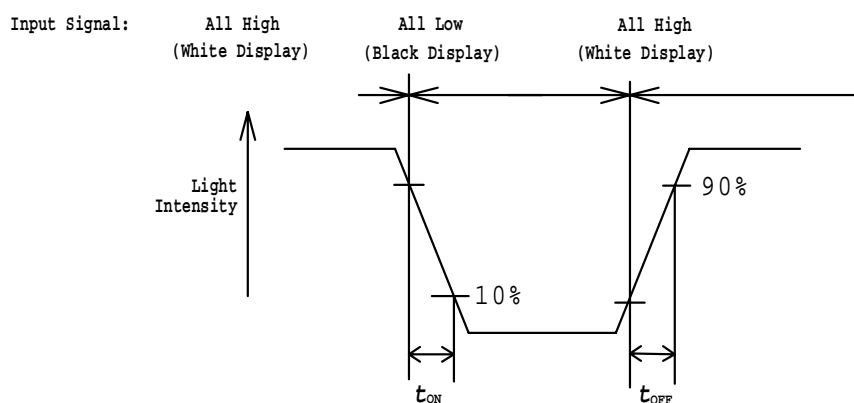 Input Signal: All High All Low All High
(White Display) (Black Display) (White Display)
Light
Intensity
90%
10%
tON tOFF